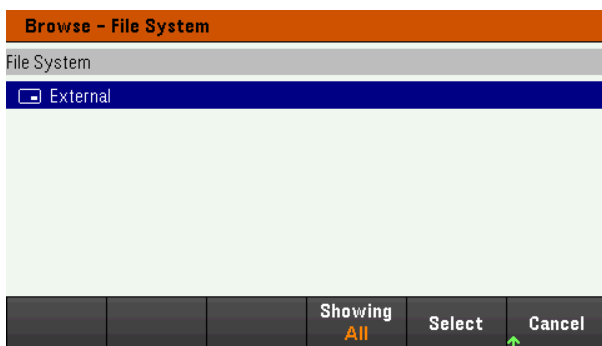 Browse - File System
File System
External
Showing
All
Select
Cancel